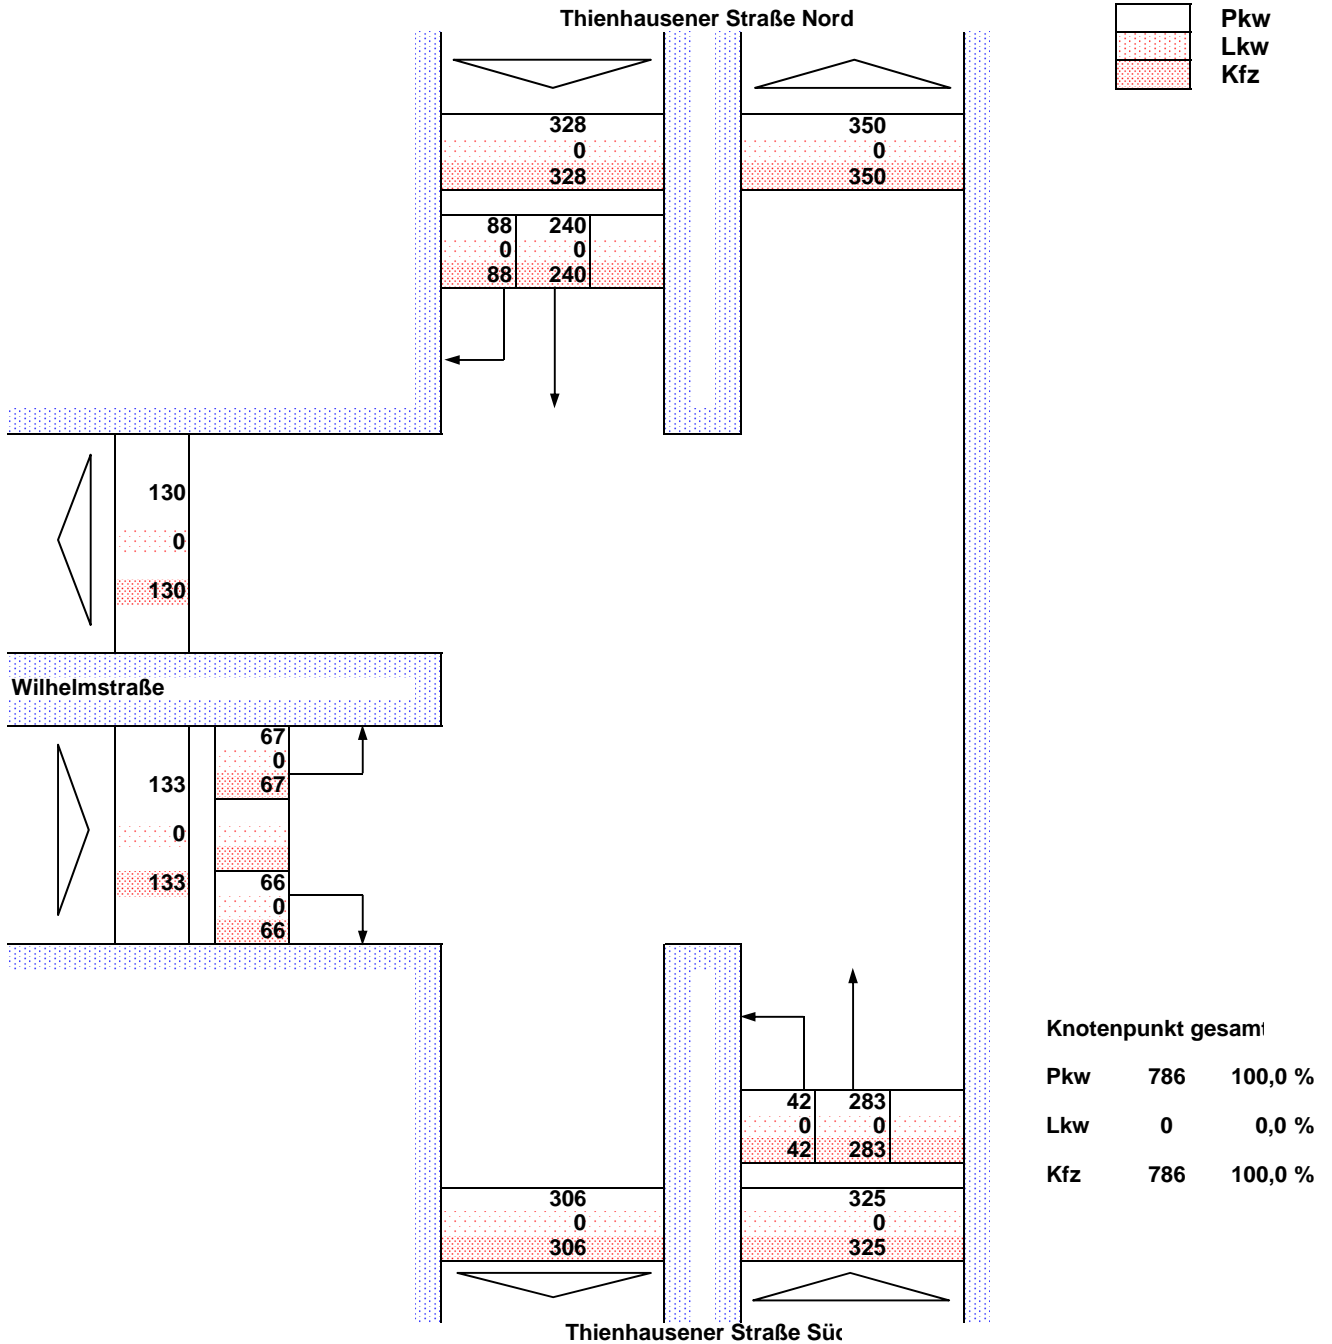 Thienhausener Straße Nord
Pkw
Lkw
Kfz
328 350
0 0
328 350
88 240
0 0
88 240
130
0
130
Wilhelmstraße
67
0
67
133
0
133
66
0
66
42 283
0 0
42 283
306 325
0 0
306 325
Knotenpunkt gesamt
Pkw 786 100,0 %
Lkw 0 0,0 %
Kfz 786 100,0 %
Thienhausener Straße Süd